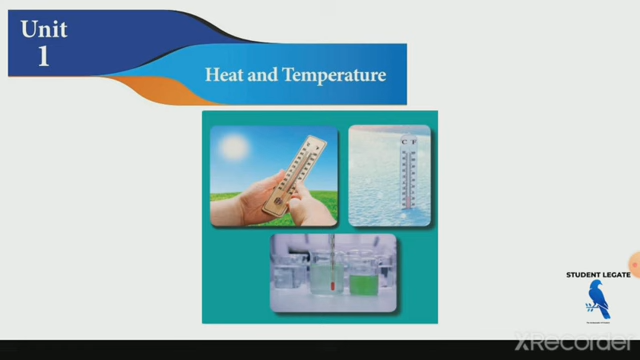 Unit
1
Heat and Temperature
C F
STUDENT LEGATE
XRecorder